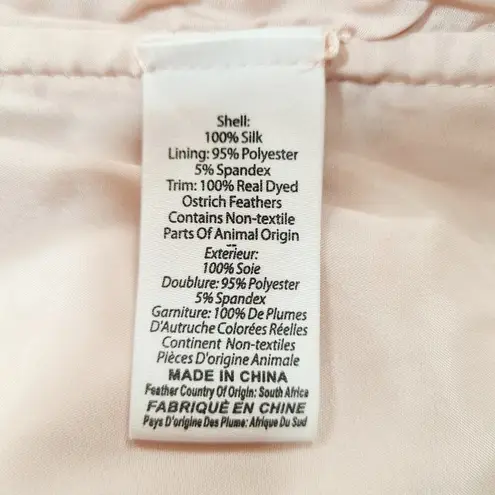 Shell:
100% Silk
Lining: 95% Polyester
5% Spandex
Trim: 100% Real Dyed
Ostrich Feathers
Contains Non-textile
Parts Of Animal Origin
--
Exterieur:
100% Soie
Doublure: 95% Polyester
5% Spandex
Garniture: 100% De Plumes
D'Autruche Colorées Réelles
Continent Non-textiles
Pièces D'origine Animale
MADE IN CHINA
Feather Country Of Origin: South Africa
FABRIQUÉ EN CHINE
Pays D'origine Des Plume: Afrique Du Sud